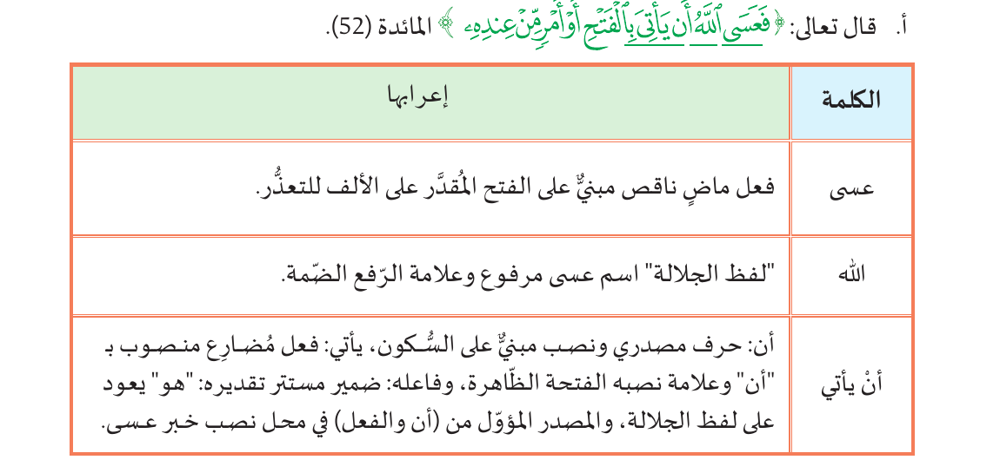 أ. قال تعالى: ﴿فَعَسَى ٱللَّهُ أَن يَأۡتِيَ بِٱلۡفَتۡحِ أَوۡ أَمۡرٖ مِّنۡ عِندِهِۦ﴾ المائدة (52).
الكلمة
إعرابها
عسى
فعل ماضٍ ناقص مبنيٌّ على الفتح المُقدَّر على الألف للتعذُّر.
الله
"لفظ الجلالة" اسم عسى مرفوع وعلامة الرّفع الضّمة.
أنْ يأتي
أن: حرف مصدري ونصب مبنيٌّ على السُّكون، يأتي: فعل مُضارِع منصوب بـ
"أن" وعلامة نصبه الفتحة الظّاهرة، وفاعله: ضمير مستتر تقديره: "هو" يعود
على لفظ الجلالة، والمصدر المؤوّل من (أن والفعل) في محل نصب خبر عسى.